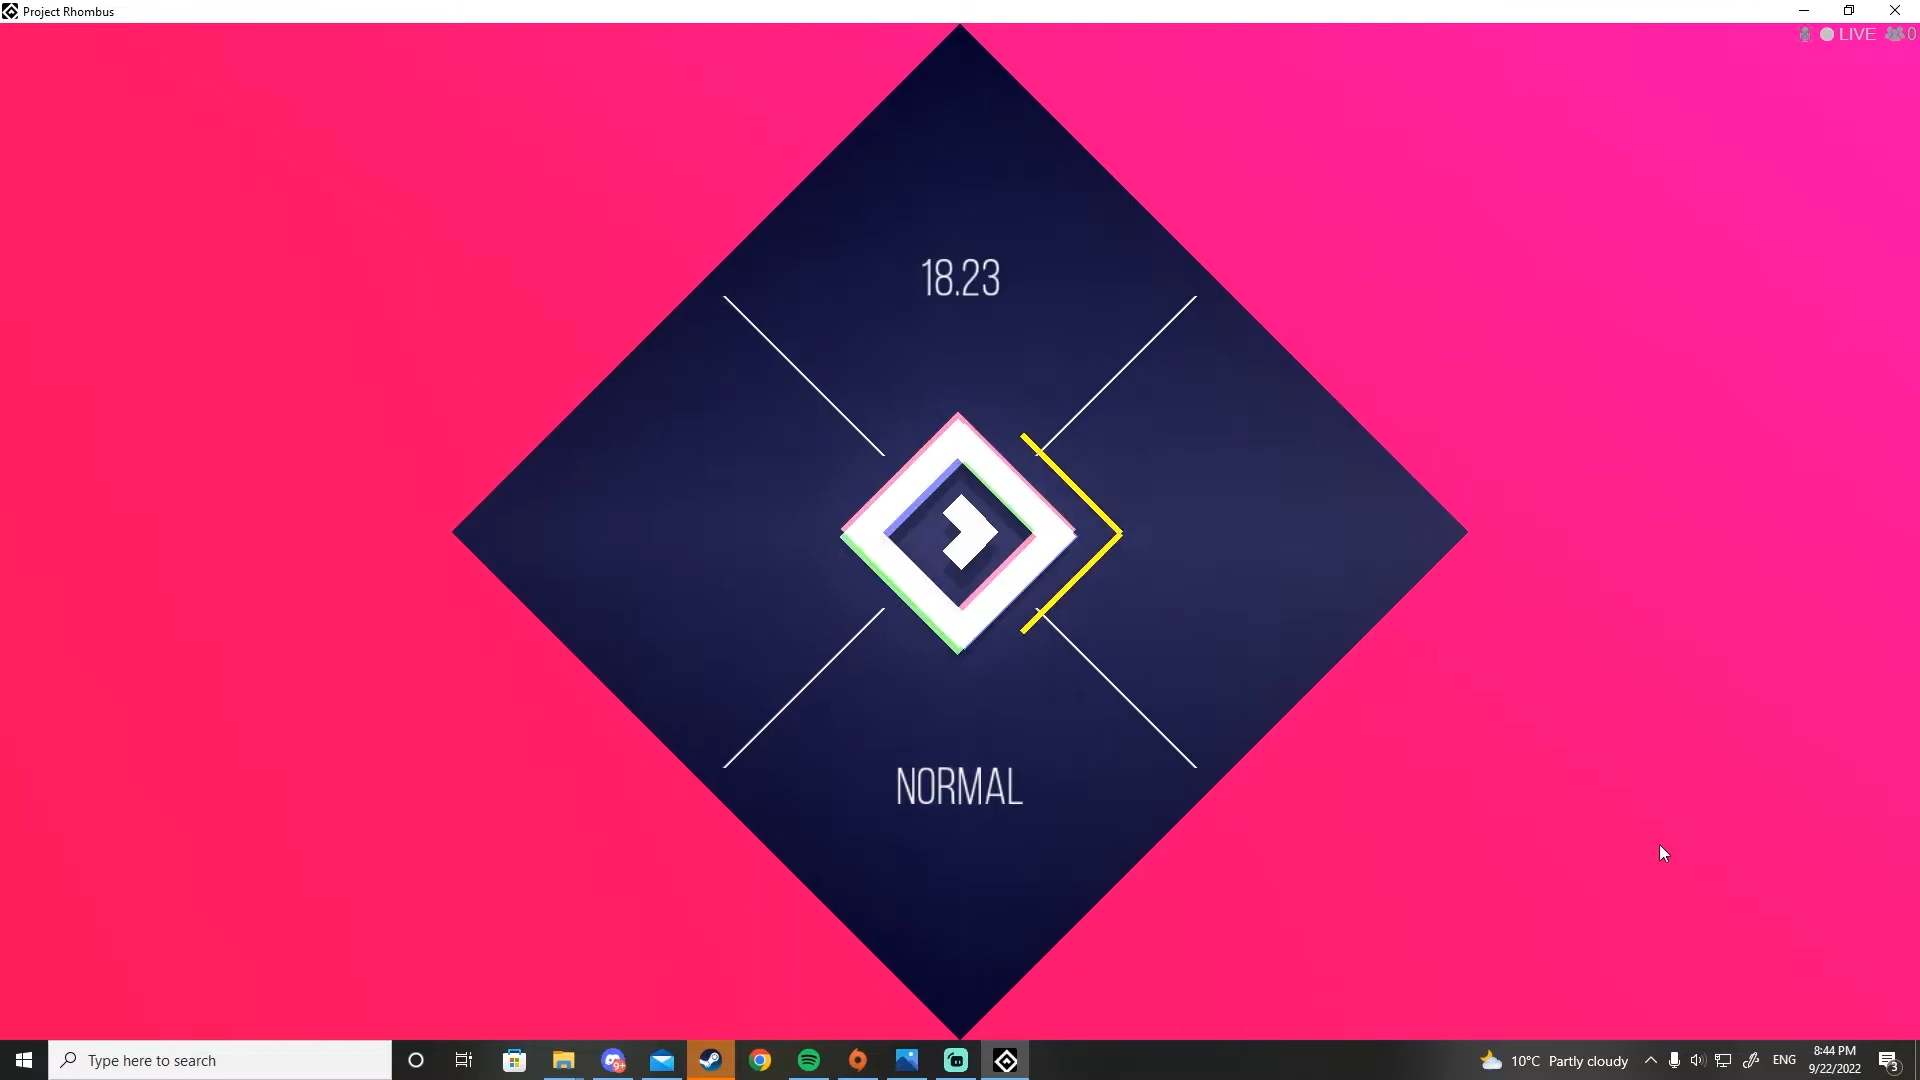 Project Rhombus
LIVE 0
18.23
NORMAL
Type here to search
9+
10°C Partly cloudy
ENG
8:44 PM
9/22/2022
3